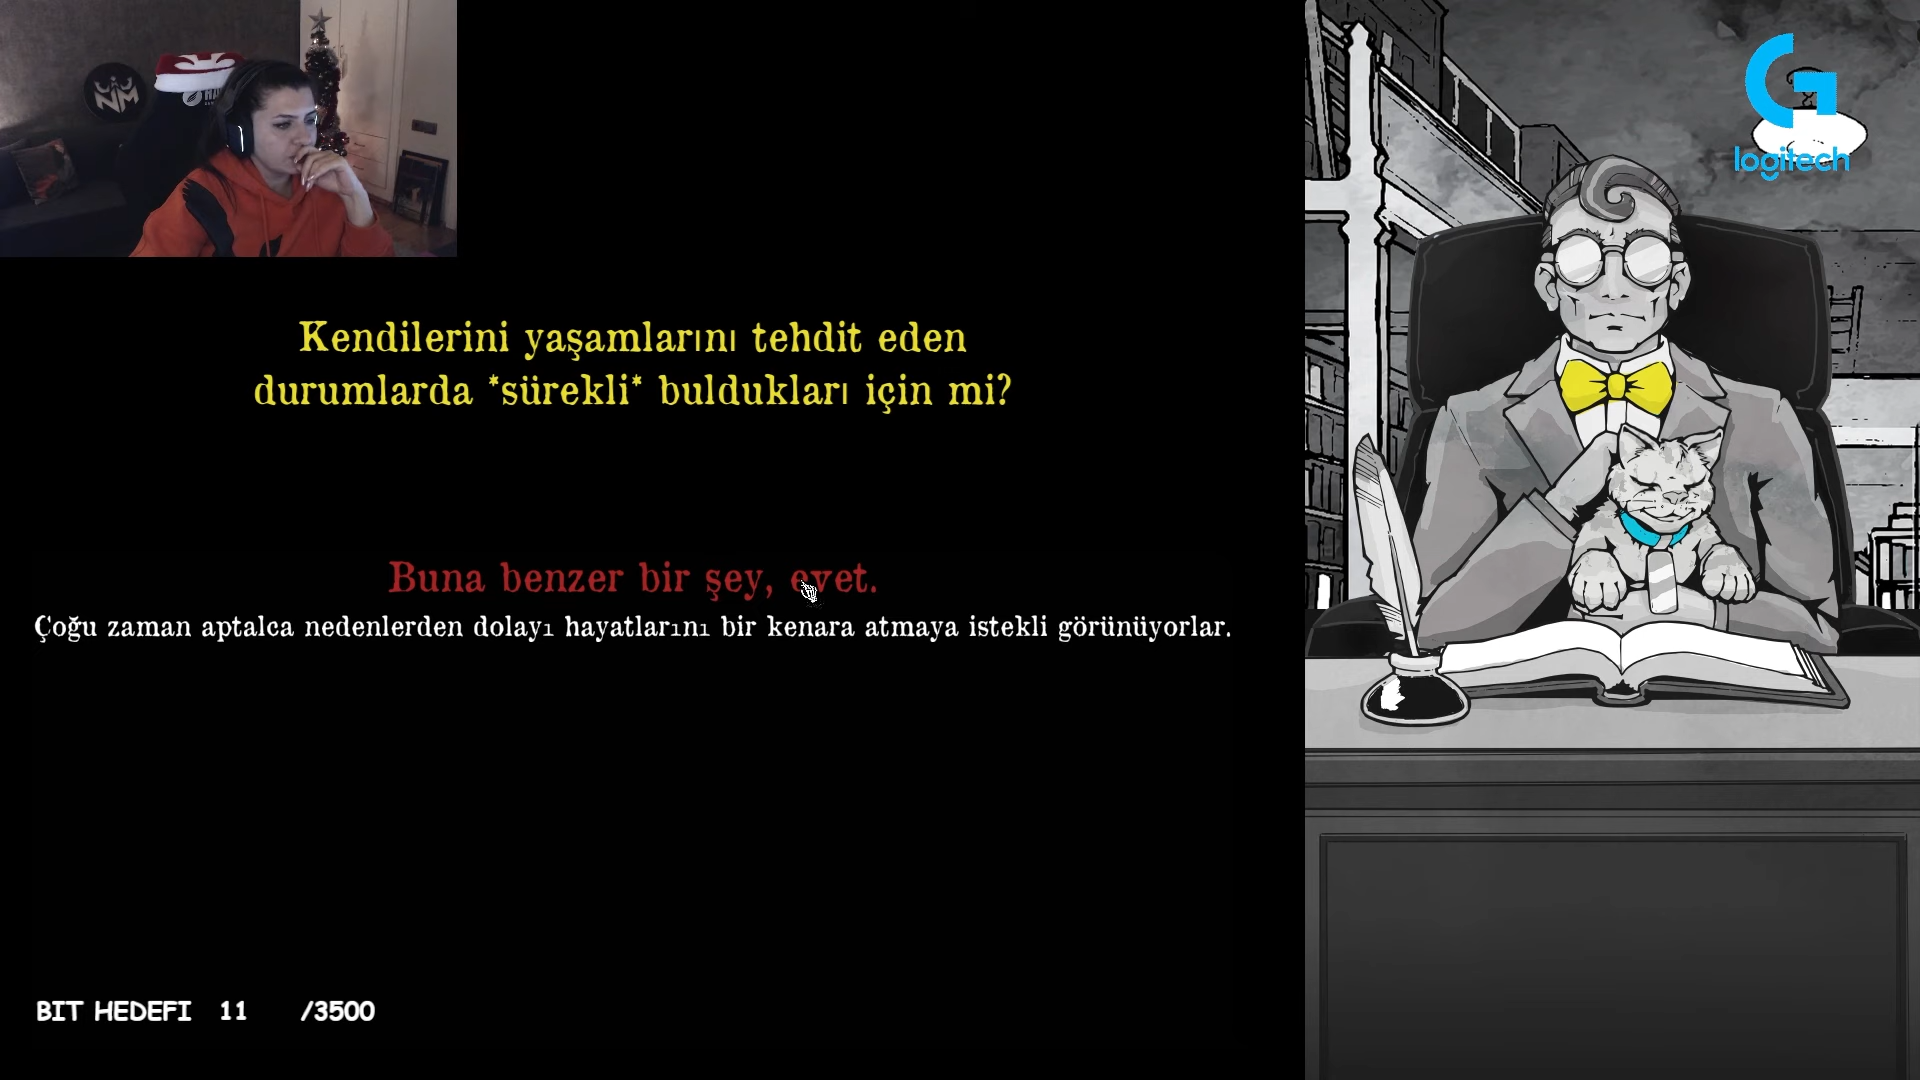 logitech
NM
Kendilerini yaşamlarını tehdit eden
durumlarda *sürekli* buldukları için mi?
Buna benzer bir şey, evet.
Çoğu zaman aptalca nedenlerden dolayı hayatlarını bir kenara atmaya istekli görünüyorlar.
BIT HEDEFI 11 /3500